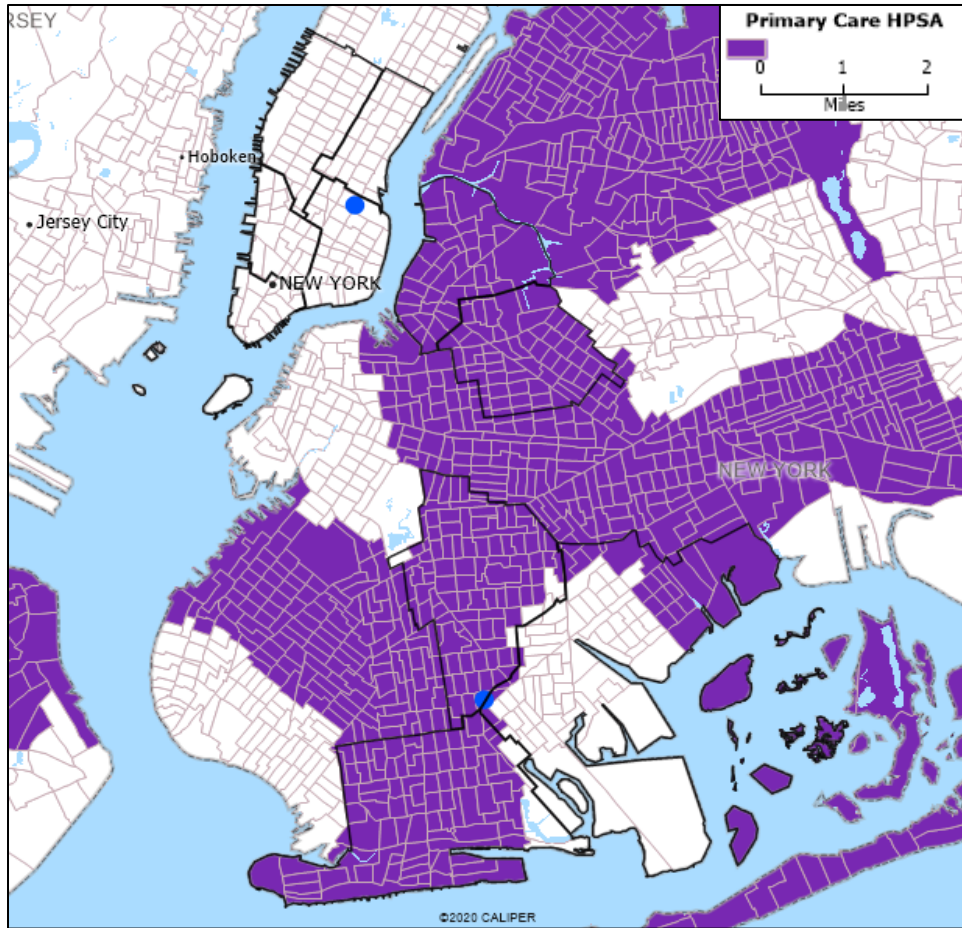 RSEY
Primary Care HPSA
0 1 2
Miles
Hoboken
Jersey City
NEW YORK
NEW YORK
©2020 CALIPER